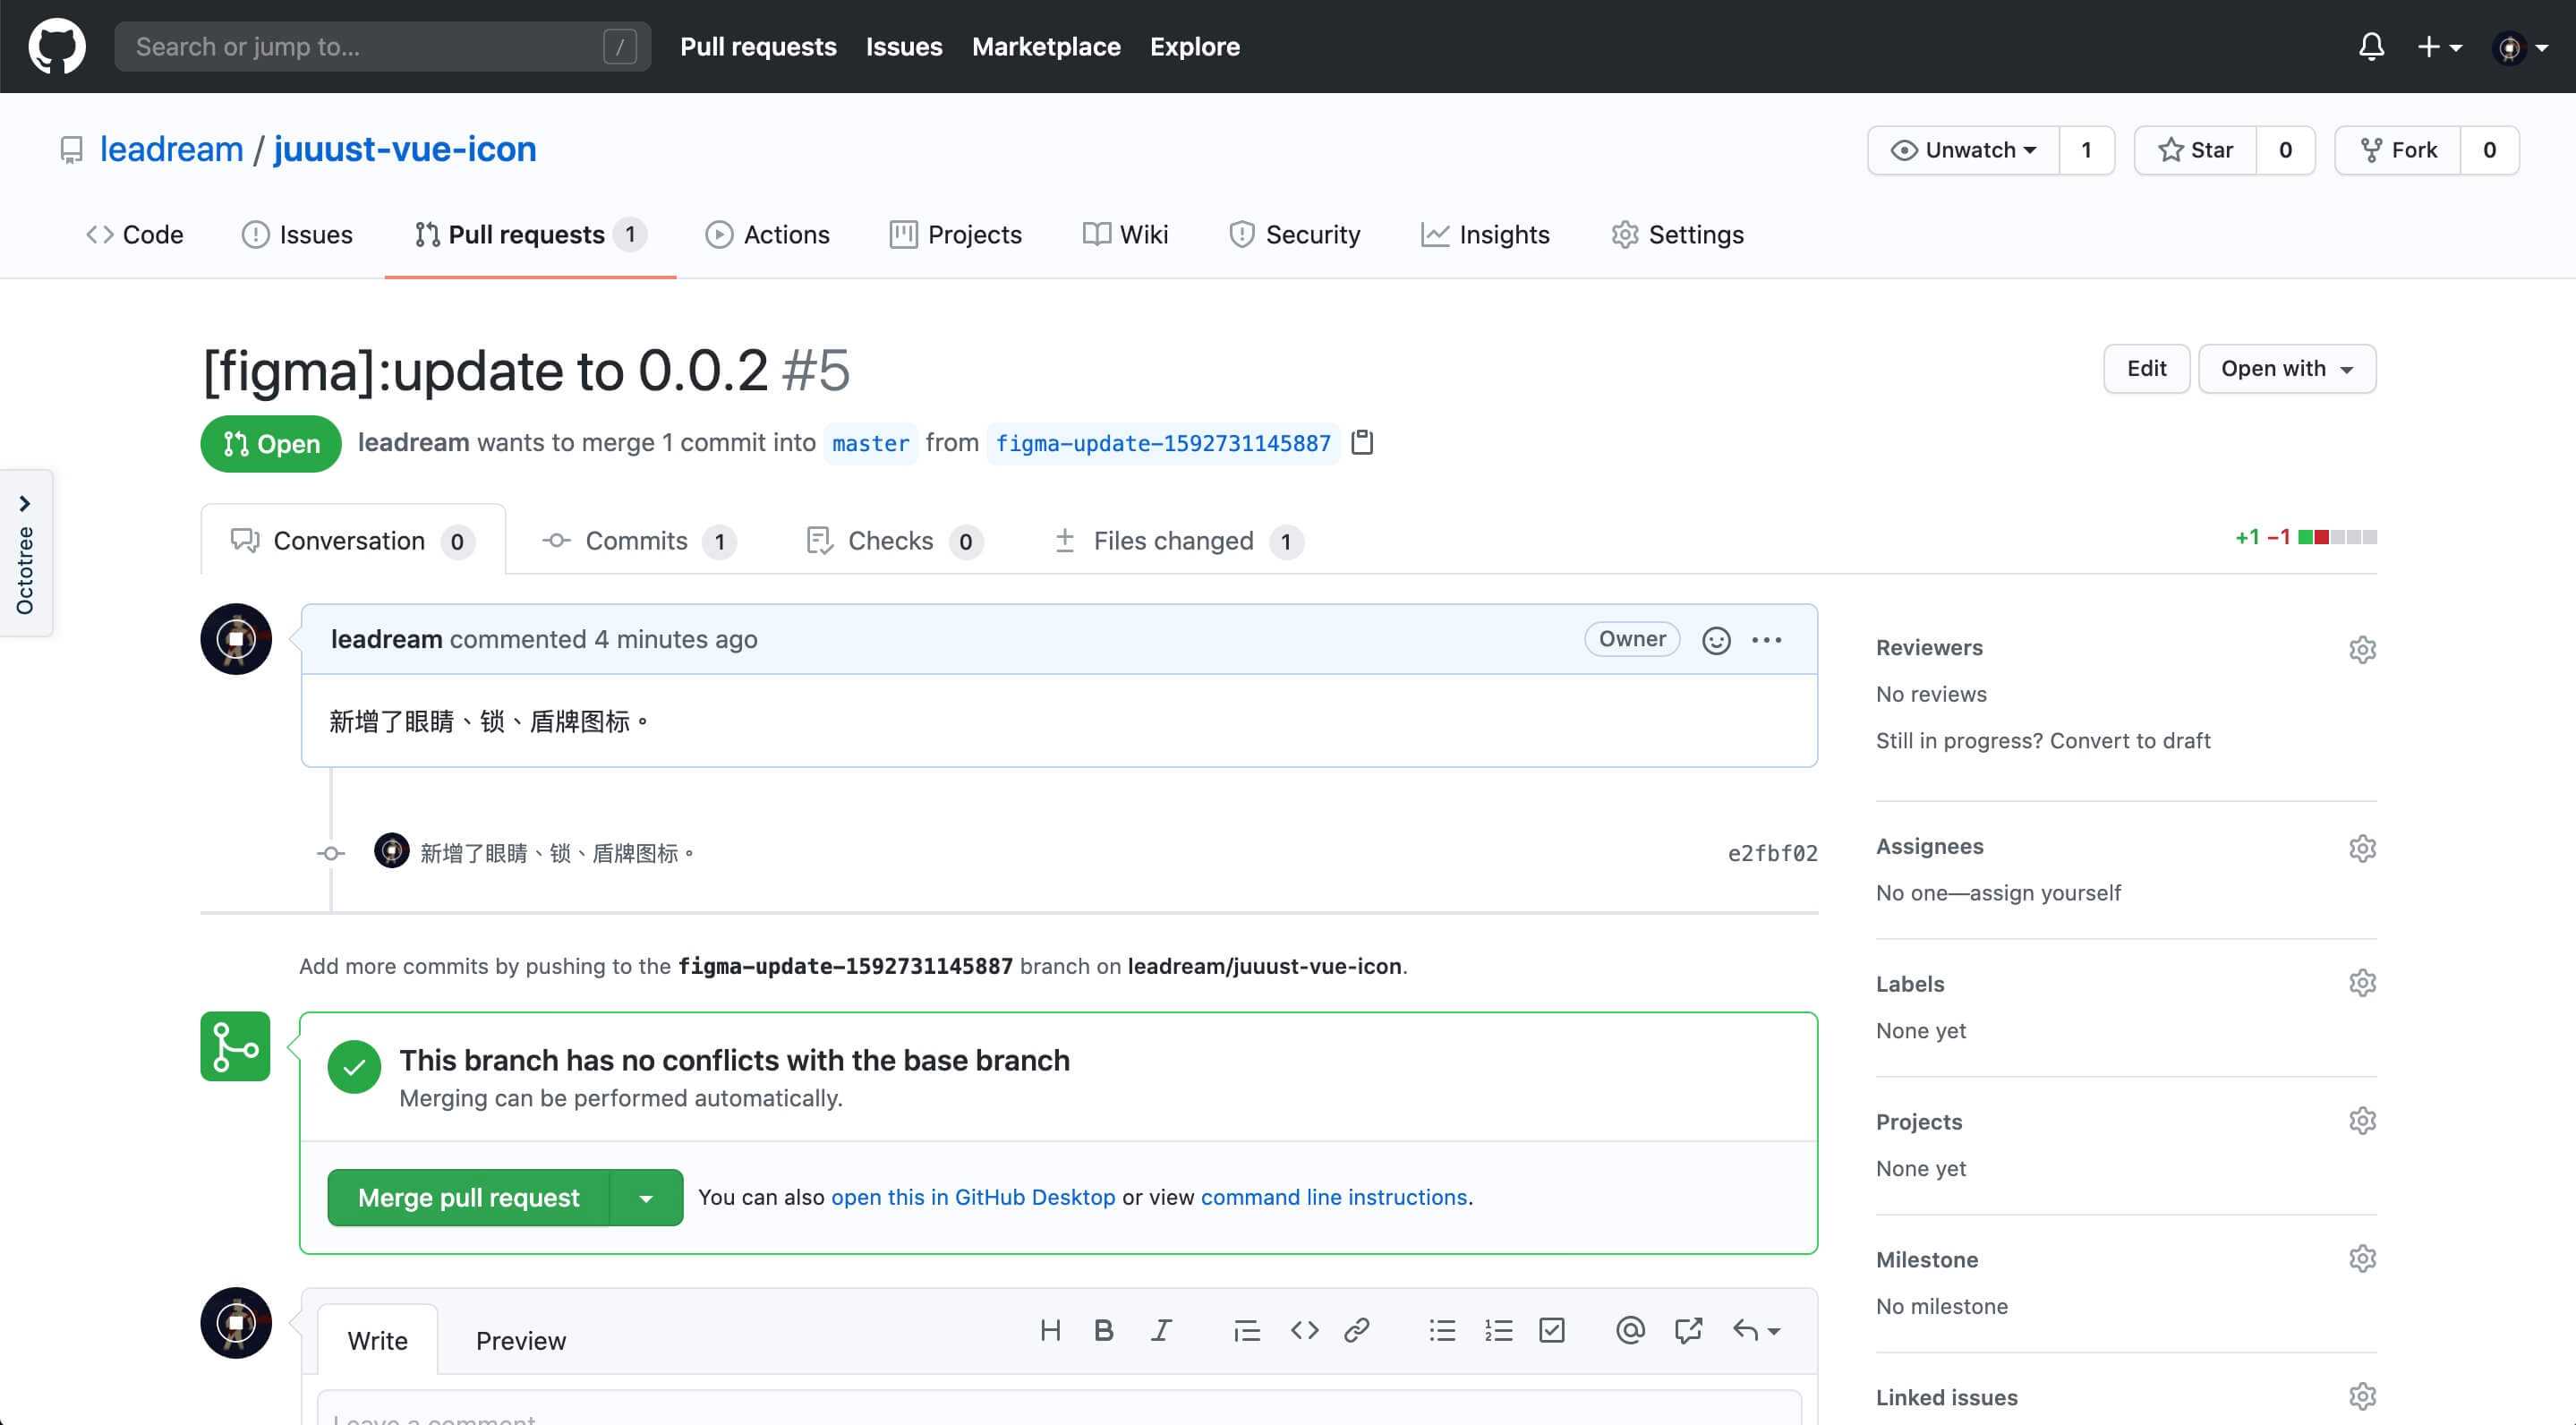 Search or jump to... /
Pull requests Issues Marketplace Explore
leadream / juuust-vue-icon
Unwatch 1 Star 0 Fork 0
Code Issues Pull requests 1 Actions Projects Wiki Security Insights Settings
[figma]:update to 0.0.2 #5
Edit Open with
Open leadream wants to merge 1 commit into master from figma-update-1592731145887
Octotree
Conversation 0 Commits 1 Checks 0 Files changed 1
+1 −1
leadream commented 4 minutes ago
Owner
新增了眼睛、锁、盾牌图标。
新增了眼睛、锁、盾牌图标。
e2fbf02
Add more commits by pushing to the figma-update-1592731145887 branch on leadream/juuust-vue-icon.
This branch has no conflicts with the base branch
Merging can be performed automatically.
Merge pull request
You can also open this in GitHub Desktop or view command line instructions.
Write Preview
Leave a comment
Reviewers
No reviews
Still in progress? Convert to draft
Assignees
No one—assign yourself
Labels
None yet
Projects
None yet
Milestone
No milestone
Linked issues